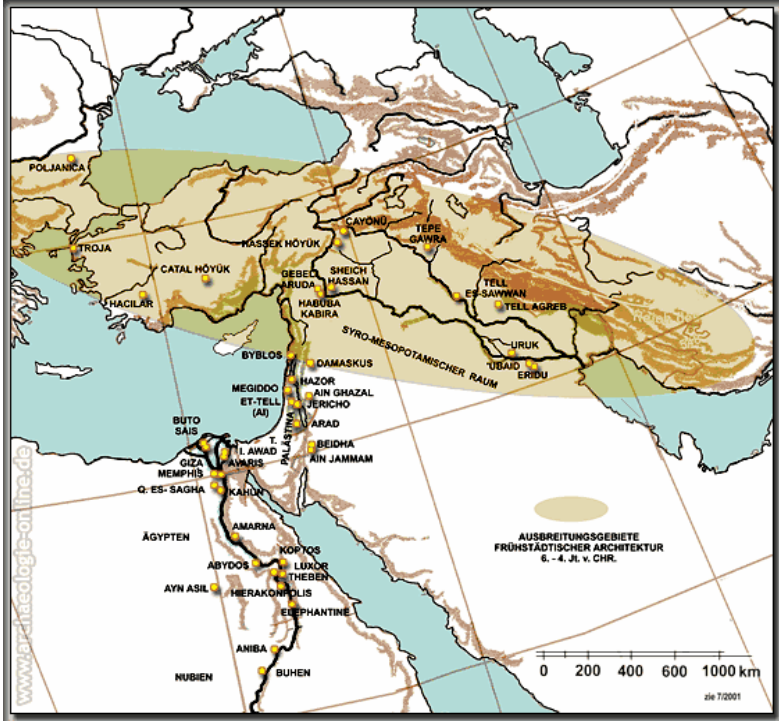 POLJANICA
TROJA
CATAL HÖYÜK
HACILAR
HASSEK HÖYÜK
CAYÖNÜ
TEPE
GAWRA
GEBEL
ARUDA
SHEICH
HASSAN
HABUBA
KABIRA
TELL
ES-SAWWAN
TELL AGREB
SYRO-MESOPOTAMISCHER RAUM
URUK
'UBAID
ERIDU
BYBLOS
DAMASKUS
HAZOR
MEGIDDO
AIN GHAZAL
ET-TELL
(AI)
JERICHO
PALÄSTINA
ARAD
BUTO
SAIS
T.
I. AWAD
BEIDHA
GIZA
AVARIS
AIN JAMMAM
MEMPHIS
Q. ES- SAGHA
KAHUN
AMARNA
ÄGYPTEN
KOPTOS
ABYDOS
LUXOR
THEBEN
AYN ASIL
HIERAKONPOLIS
ELEPHANTINE
ANIBA
NUBIEN
BUHEN
AUSBREITUNGSGEBIETE
FRÜHSTÄDTISCHER ARCHITEKTUR
6. - 4. Jt. v. CHR.
0 200 400 600 800 1000 km
zie 7/2001
www.archaeologie-online.de